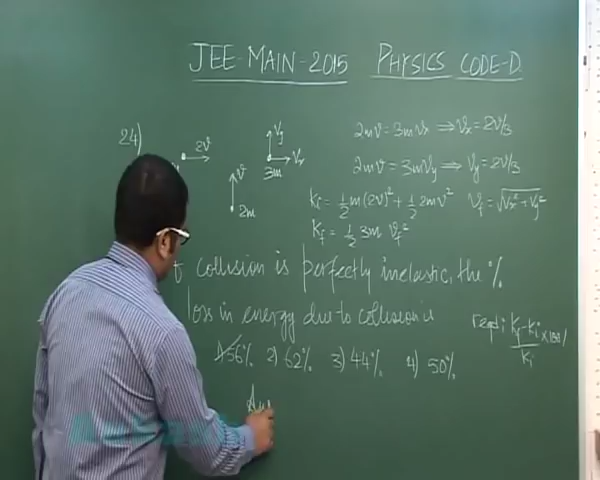 JEE-MAIN-2015 PHYSICS CODE-D
24)
2v
v
2m
Vy
Vx
3m
2mv = 3mVx ⇒ Vx = 2v/3
2mv = 3mVy ⇒ Vy = 2v/3
Ki = 1/2 m(2v)² + 1/2 2mv² Vf = √Vx² + Vy²
Kf = 1/2 3m Vf²
f collision is perfectly inelastic, the %
loss in energy due to collision is
1) 56% 2) 62% 3) 44% 4) 50%
reqd: Kf - Ki / Ki × 100%